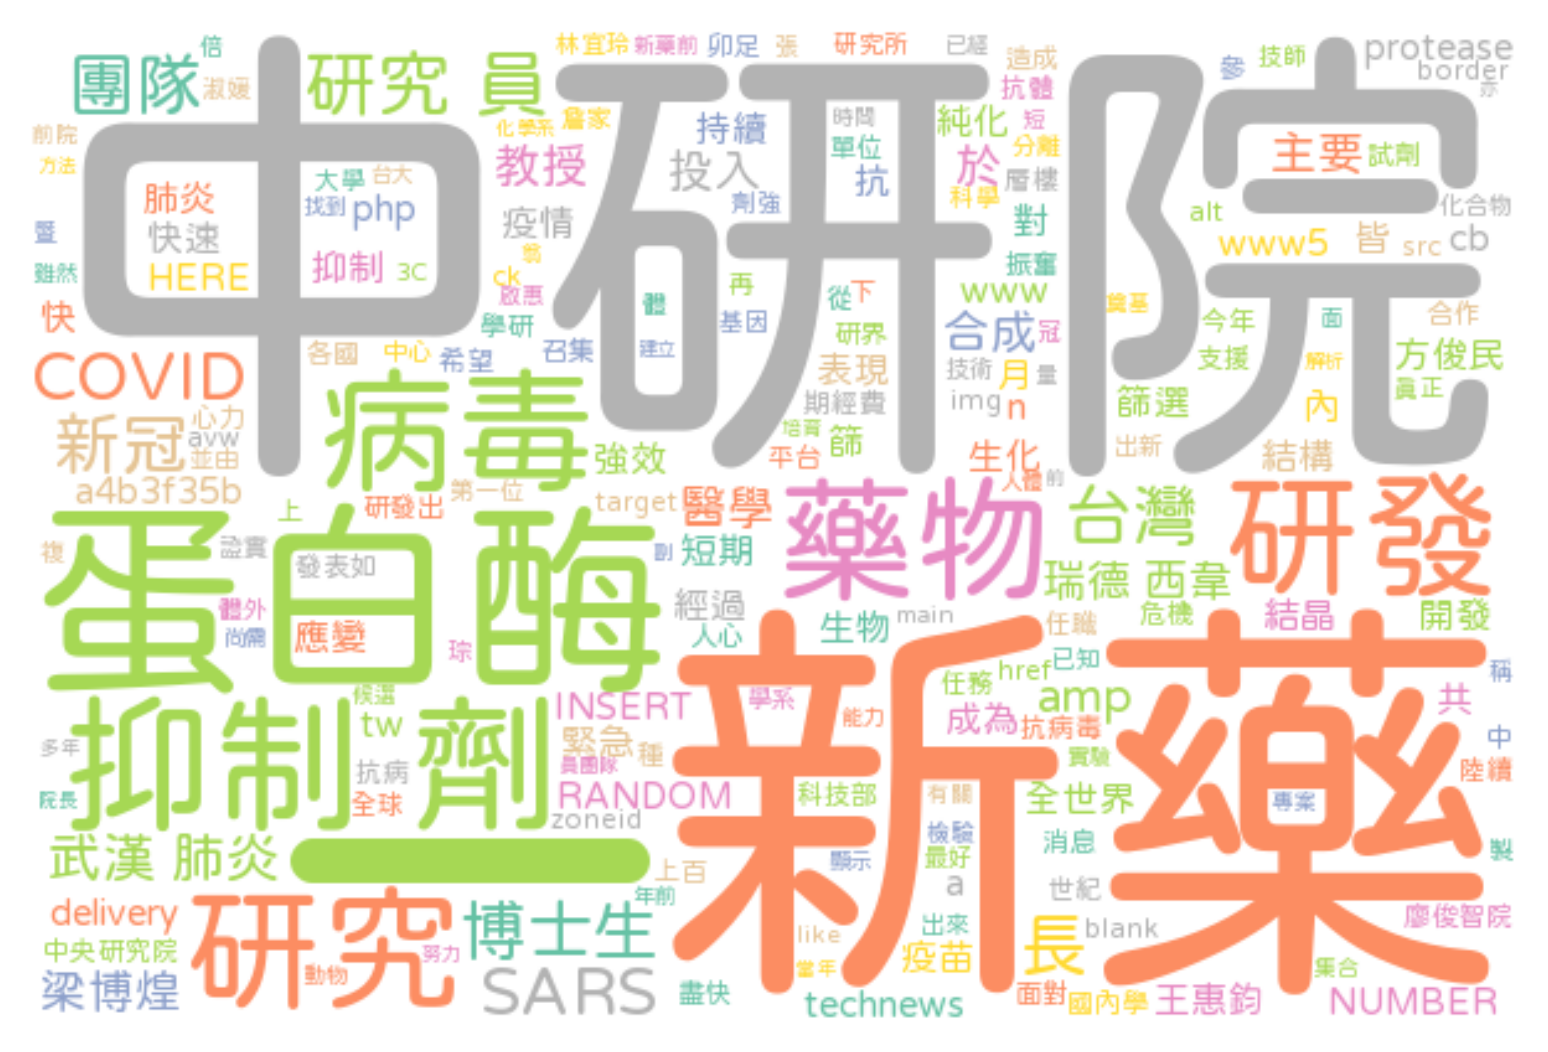 中研院
團隊
倍
淑媛
研究 員
林宜玲
新藥前
卯足
張
研究所
已經
造成
參
技師
protease
border
亦
前院
方法
化學系
詹家
持續
時間
純化
抗體
短
主要
試劑
教授
投入
單位
抗
於
分離
層樓
肺炎
大學
台大
快速
找到
php
科學
化合物
暨
疫情
劑強
對
alt
www5
皆
src
cb
HERE
抑制
3C
翁
ck
啟惠
體
再
從
下
振奮
www
奠基
雖然
快
學研
基因
研界
合成
冠
今年
面
合作
COVID
各國
中心
希望
召集
建立
表現
技術
月
量
支援
解析
方俊民
病毒
期經費
img
n
篩選
內
真正
新冠
心力
avw
並由
強效
培育
篩
平台
生化
出新
結構
a4b3f35b
上
研發出
第一位
target
醫學
藥物
人體
前
台灣
研發
蛋白酶
複
證實
發表如
副
短期
瑞德 西韋
體外
尚需
應變
琮
經過
人心
生物
main
任職
危機
結晶
開發
新藥
抑制 劑
候選
tw
INSERT
學系
能力
任務
href
已知
amp
成為
抗病毒
共
稱
中
多年
抗病
緊急
種
員團隊
實驗
陸續
院長
全球
RANDOM
zoneid
科技部
有關
全世界
專案
武漢 肺炎
上百
顯示
檢驗
最好
消息
製
delivery
研究
年前
博士生
a
世紀
中央研究院
努力
like
出來
長
blank
廖俊智院
梁博煌
動物
SARS
盡快
當年
疫苗
technews
面對
國內學
王惠鈞
集合
NUMBER